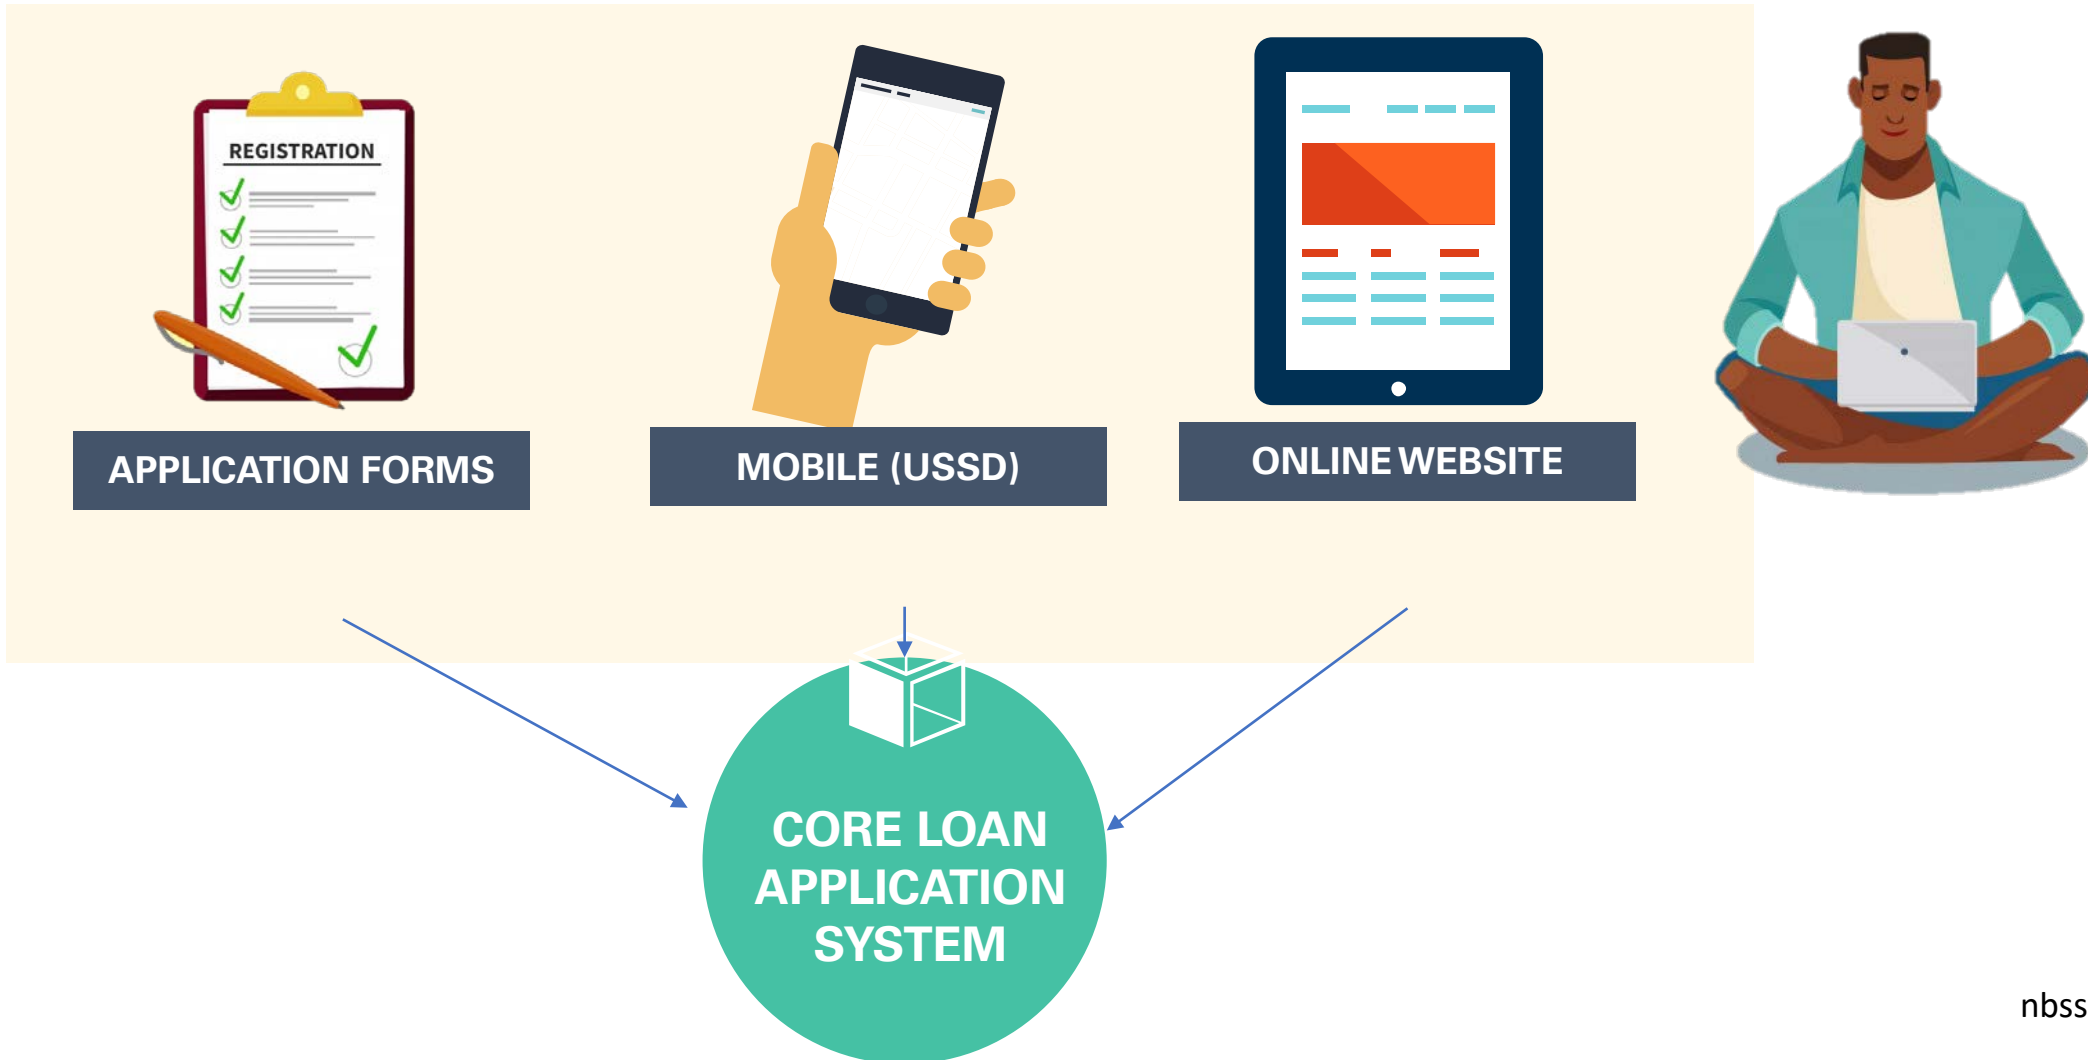 REGISTRATION
APPLICATION FORMS
MOBILE (USSD)
ONLINE WEBSITE
CORE LOAN
APPLICATION
SYSTEM
nbss